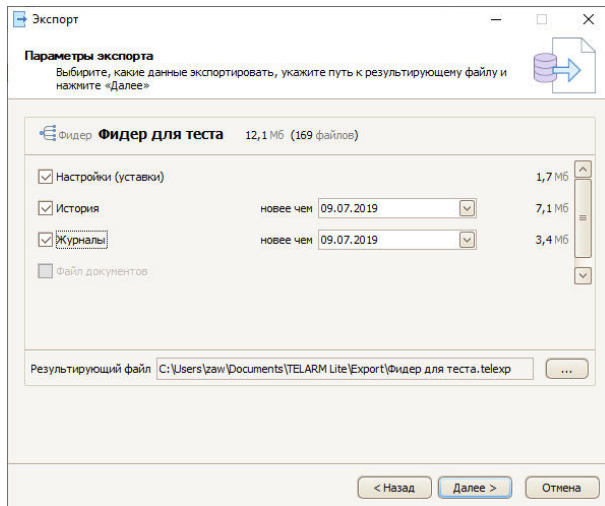 Экспорт
Параметры экспорта
Выбирите, какие данные экспортировать, укажите путь к результирующему файлу и
нажмите «Далее»
Фидер Фидер для теста 12,1 Мб (169 файлов)
Настройки (уставки) 1,7 Мб
История новее чем 09.07.2019 7,1 Мб
Журналы новее чем 09.07.2019 3,4 Мб
Файл документов
Результирующий файл C:\Users\zaw\Documents\TELARM Lite\Export\Фидер для теста.telexp ...
< Назад Далее > Отмена